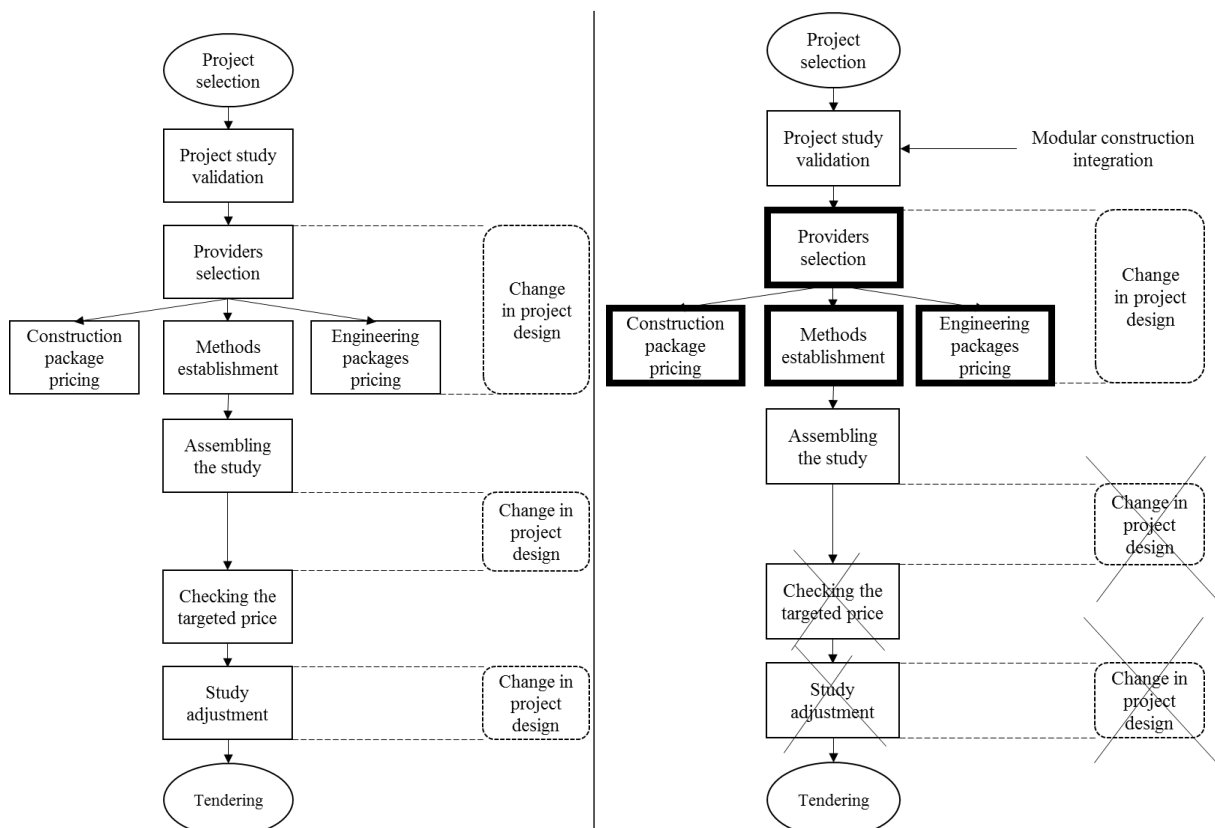 Project
selection
Project study
validation
Providers
selection
Change
in project
design
Construction
package
pricing
Methods
establishment
Engineering
packages
pricing
Assembling
the study
Change in
project
design
Checking the
targeted price
Study
adjustment
Change in
project
design
Tendering
Project
selection
Project study
validation
Modular construction
integration
Providers
selection
Change
in project
design
Construction
package
pricing
Methods
establishment
Engineering
packages
pricing
Assembling
the study
Change in
project
design
Checking the
targeted price
Study
adjustment
Change in
project
design
Tendering